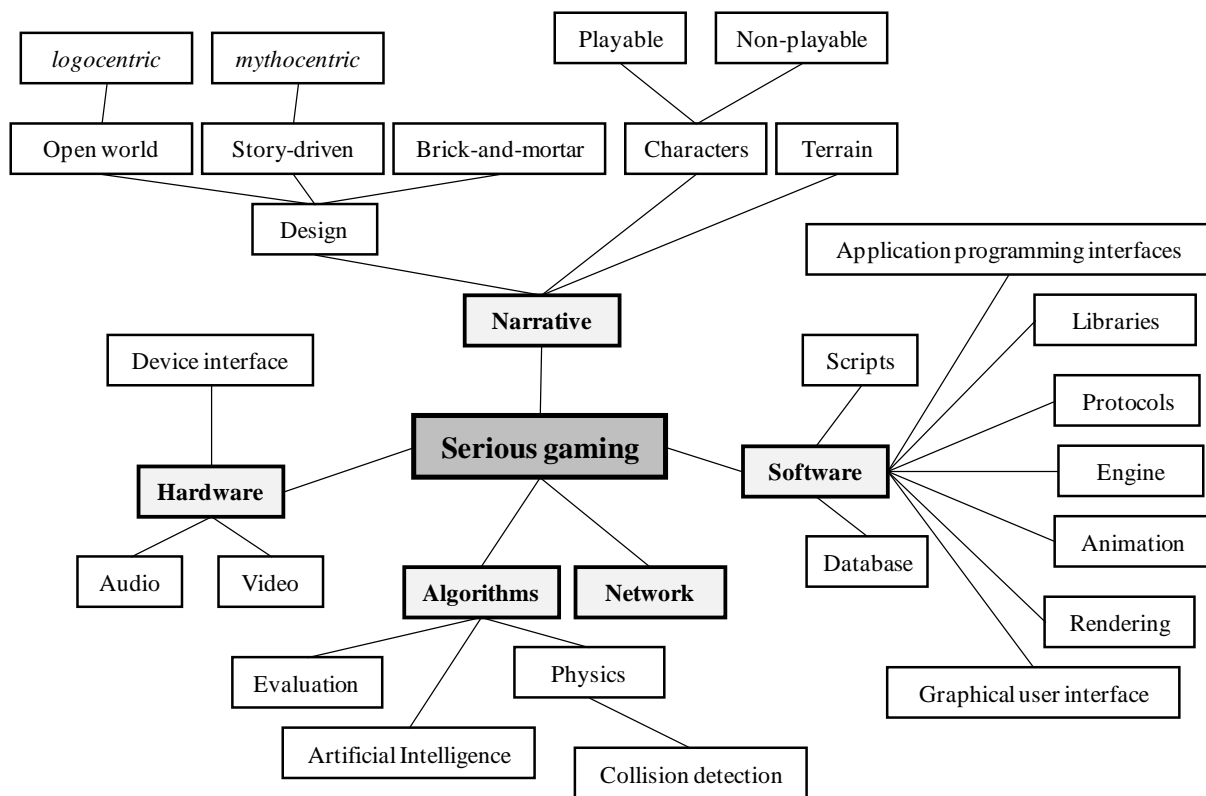 Playable
Non-playable
logocentric
mythocentric
Open world
Story-driven
Brick-and-mortar
Characters
Terrain
Design
Application programming interfaces
Narrative
Libraries
Device interface
Scripts
Protocols
Serious gaming
Software
Engine
Hardware
Animation
Database
Audio
Video
Algorithms
Network
Rendering
Evaluation
Physics
Graphical user interface
Artificial Intelligence
Collision detection